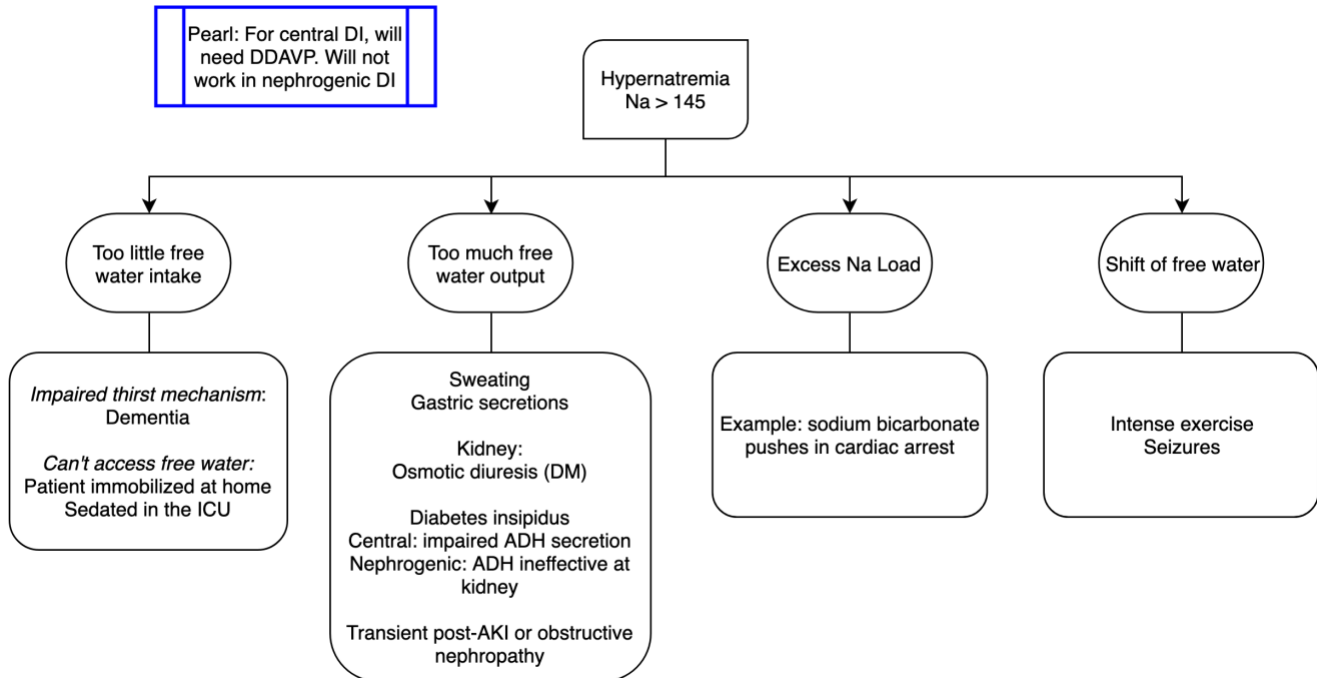 Pearl: For central DI, will
need DDAVP. Will not
work in nephrogenic DI
Hypernatremia
Na > 145
Too little free
water intake
Too much free
water output
Excess Na Load
Shift of free water
Impaired thirst mechanism:
Dementia
Can't access free water:
Patient immobilized at home
Sedated in the ICU
Sweating
Gastric secretions
Kidney:
Osmotic diuresis (DM)
Diabetes insipidus
Central: impaired ADH secretion
Nephrogenic: ADH ineffective at
kidney
Transient post-AKI or obstructive
nephropathy
Example: sodium bicarbonate
pushes in cardiac arrest
Intense exercise
Seizures